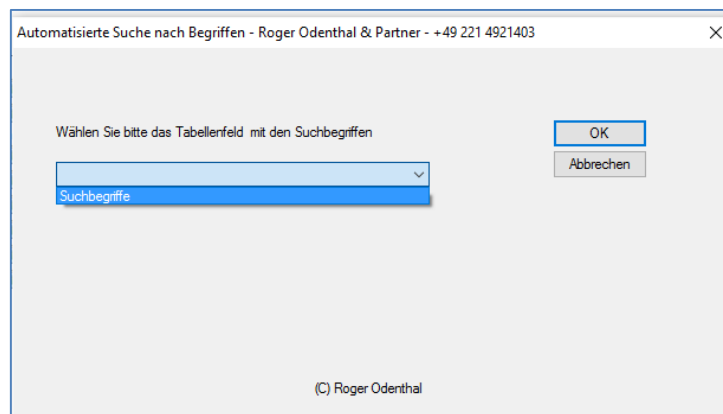 Automatisierte Suche nach Begriffen - Roger Odenthal & Partner - +49 221 4921403
Wählen Sie bitte das Tabellenfeld mit den Suchbegriffen
OK
Abbrechen
Suchbegriffe
(C) Roger Odenthal